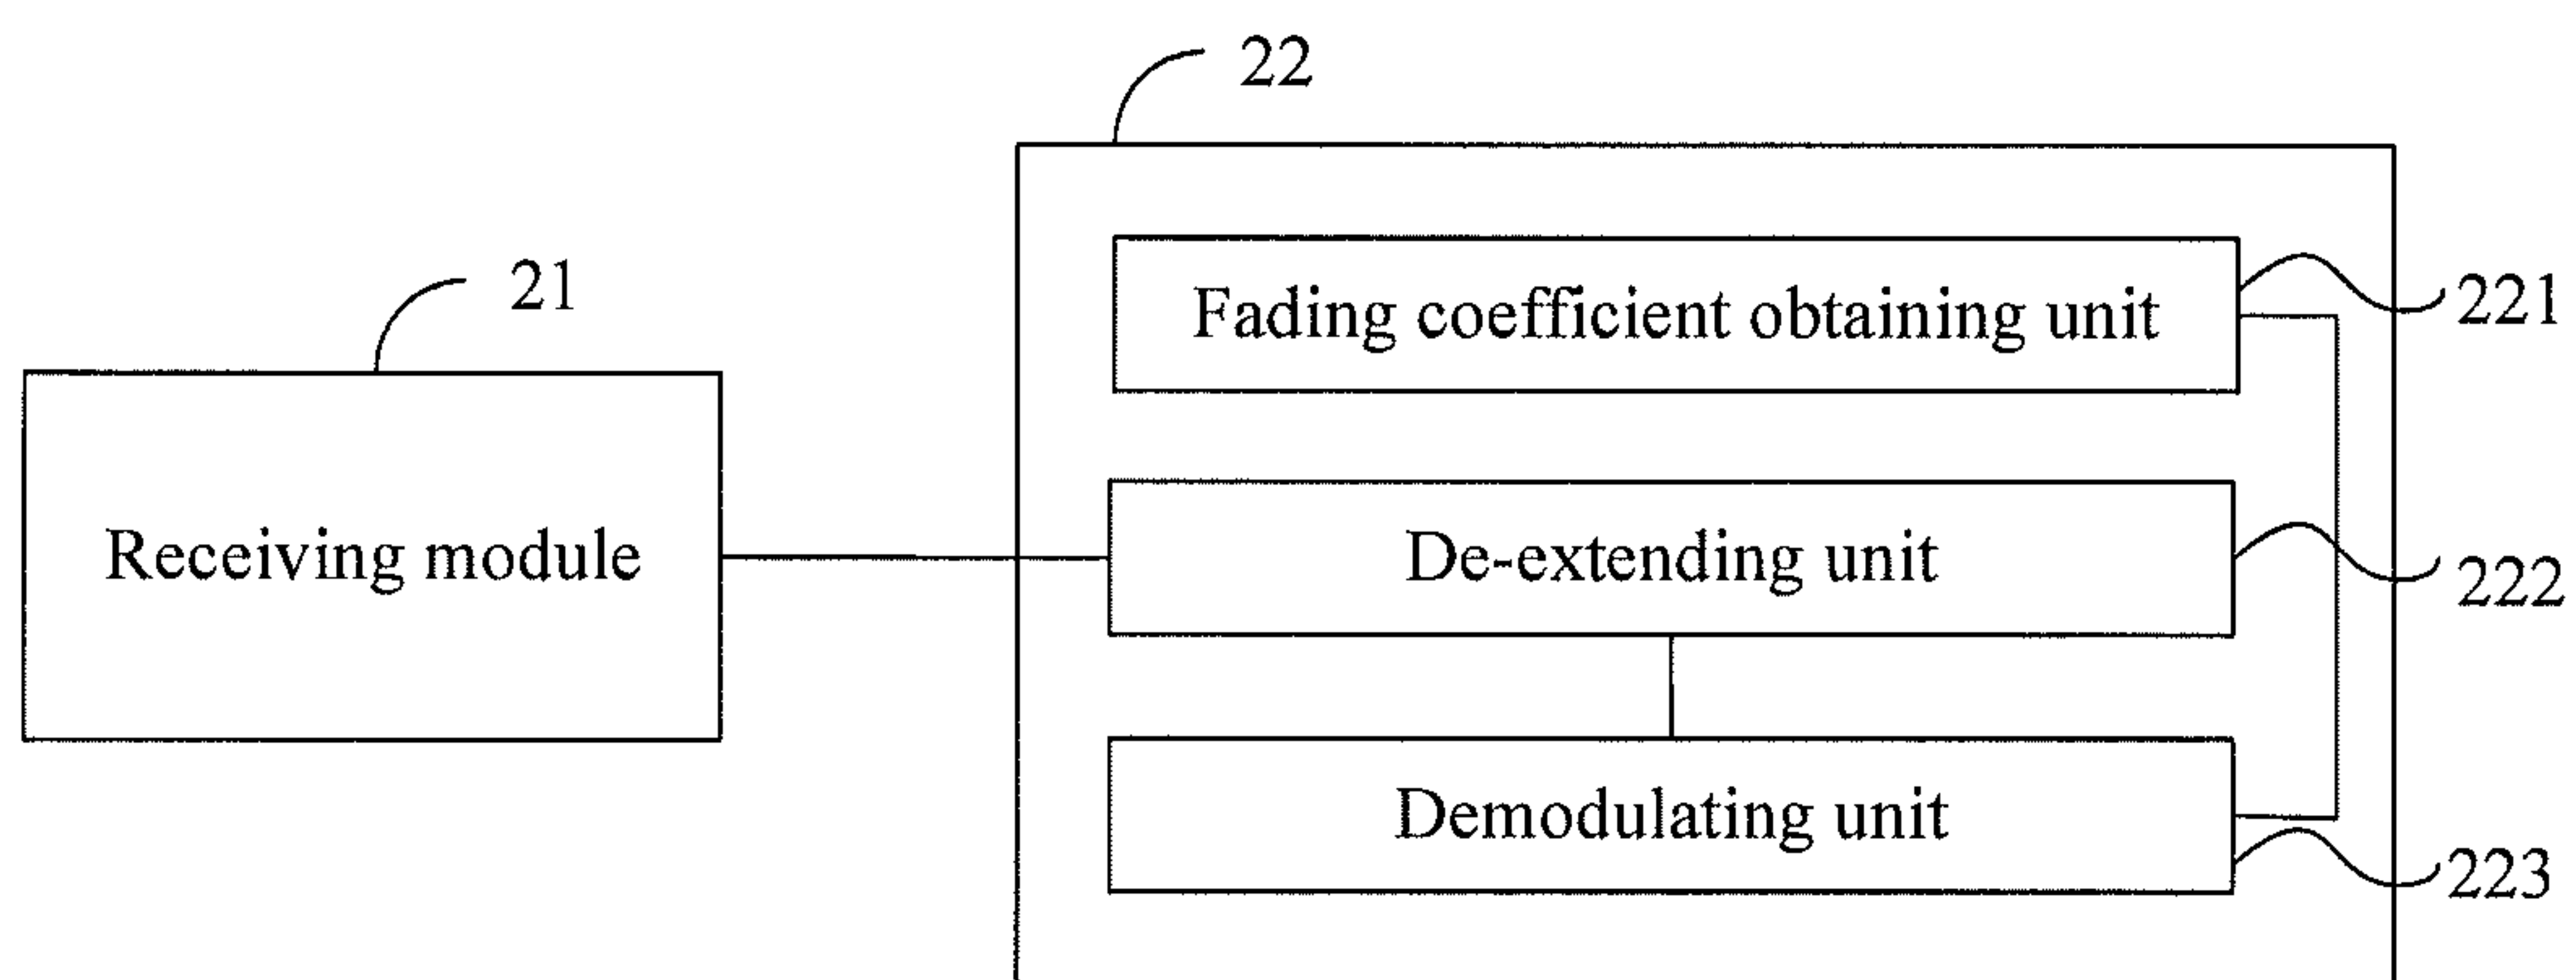 22
21
Fading coefficient obtaining unit
221
Receiving module
De-extending unit
222
Demodulating unit
223